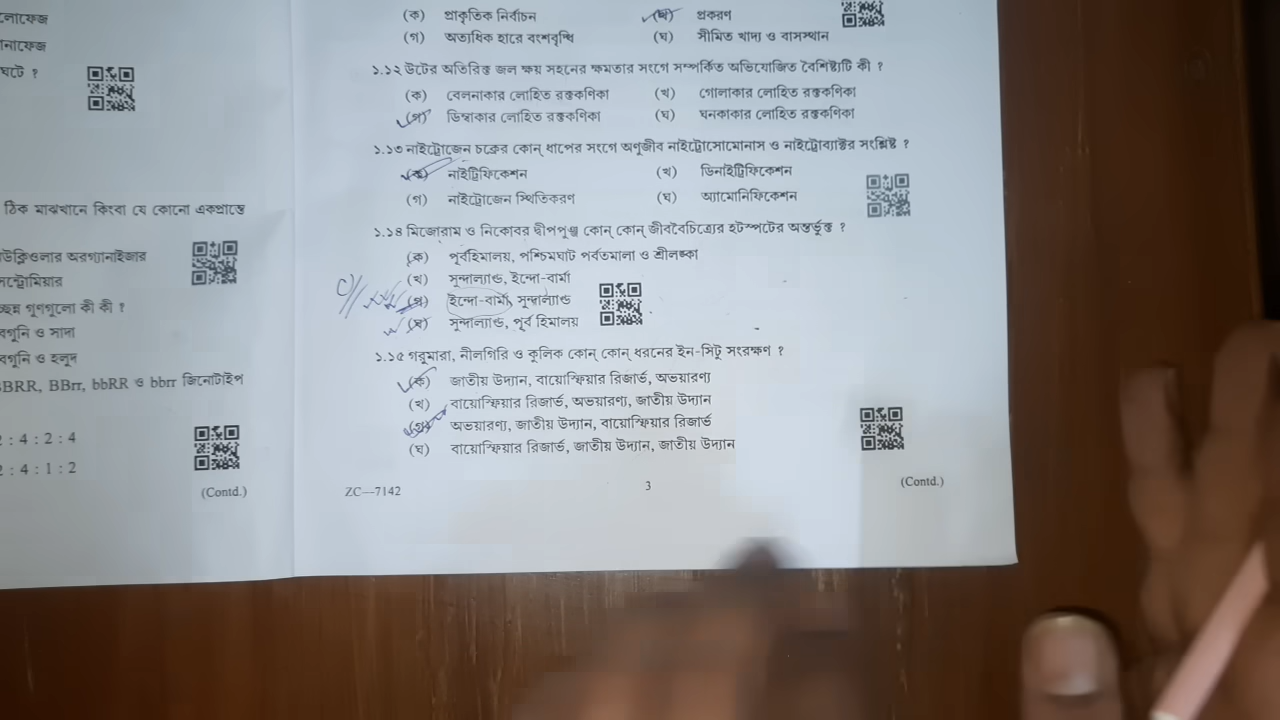 লোফেজ
নাফেজ
ঘটে ?
ঠিক মাঝখানে কিংবা যে কোনো একপ্রান্তে
উক্লিওলার অরগ্যানাইজার
সন্ট্রোমিয়ার
চ্ছন্ন গুণগুলো কী কী ?
বগুনি ও সাদা
বগুনি ও হলুদ
BBRR, BBrr, bbRR ও bbrr জিনোটাইপ
: 4 : 2 : 4
: 4 : 1 : 2
(Contd.)
(ক) প্রাকৃতিক নির্বাচন (খ) প্রকরণ
(গ) অত্যধিক হারে বংশবৃদ্ধি (ঘ) সীমিত খাদ্য ও বাসস্থান
১.১২ উটের অতিরিক্ত জল ক্ষয় সহনের ক্ষমতার সংগে সম্পর্কিত অভিযোজিত বৈশিষ্ট্যটি কী ?
(ক) বেলনাকার লোহিত রক্তকণিকা (খ) গোলাকার লোহিত রক্তকণিকা
(গ) ডিম্বাকার লোহিত রক্তকণিকা (ঘ) ঘনকাকার লোহিত রক্তকণিকা
১.১৩ নাইট্রোজেন চক্রের কোন্ ধাপের সংগে অণুজীব নাইট্রোসোমোনাস ও নাইট্রোব্যাক্টর সংশ্লিষ্ট ?
(ক) নাইট্রিফিকেশন (খ) ডিনাইট্রিফিকেশন
(গ) নাইট্রোজেন স্থিতিকরণ (ঘ) অ্যামোনিফিকেশন
১.১৪ মিজোরাম ও নিকোবর দ্বীপপুঞ্জ কোন্ কোন্ জীববৈচিত্র্যের হটস্পটের অন্তর্ভুক্ত ?
(ক) পূর্বহিমালয়, পশ্চিমঘাট পর্বতমালা ও শ্রীলঙ্কা
(খ) সুন্দাল্যান্ড, ইন্দো-বার্মা
(গ) ইন্দো-বার্মা, সুন্দাল্যান্ড
(ঘ) সুন্দাল্যান্ড, পূর্ব হিমালয়
১.১৫ গরুমারা, নীলগিরি ও কুলিক কোন্ কোন্ ধরনের ইন-সিটু সংরক্ষণ ?
(ক) জাতীয় উদ্যান, বায়োস্ফিয়ার রিজার্ভ, অভয়ারণ্য
(খ) বায়োস্ফিয়ার রিজার্ভ, অভয়ারণ্য, জাতীয় উদ্যান
(গ) অভয়ারণ্য, জাতীয় উদ্যান, বায়োস্ফিয়ার রিজার্ভ
(ঘ) বায়োস্ফিয়ার রিজার্ভ, জাতীয় উদ্যান, জাতীয় উদ্যান
ZC—7142 3 (Contd.)